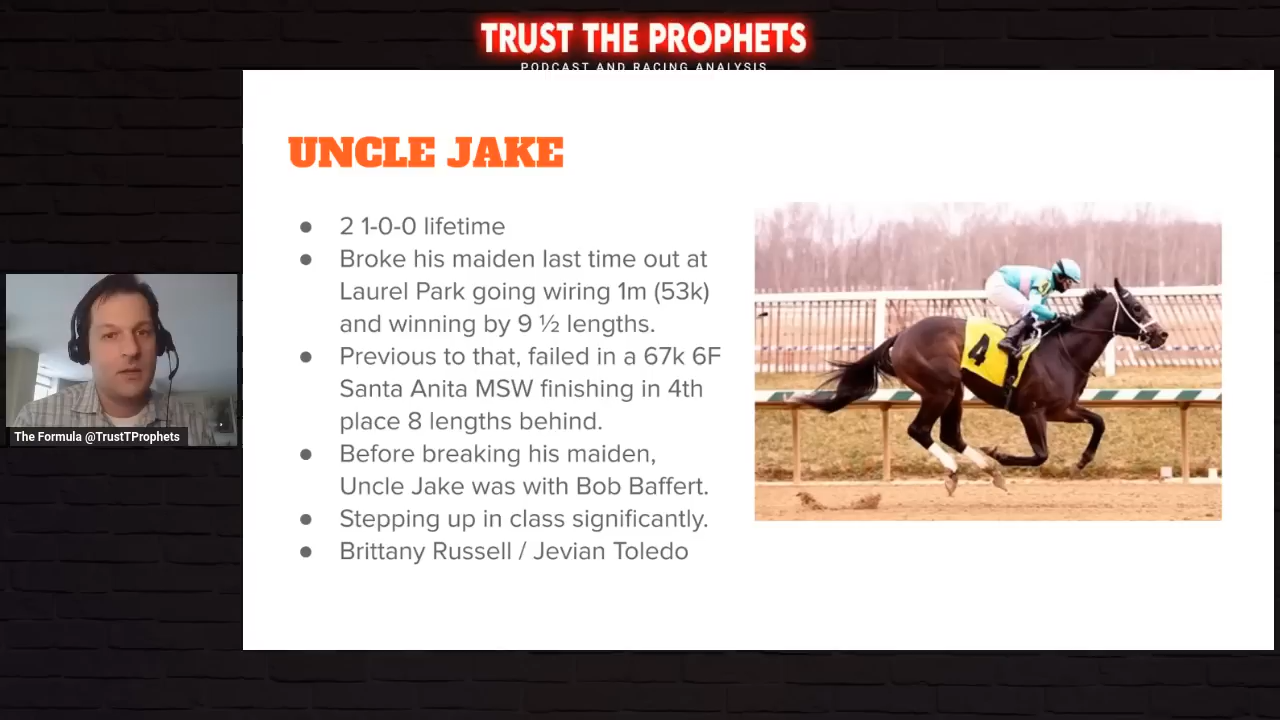 TRUST THE PROPHETS
PODCAST AND RACING ANALYSIS
UNCLE JAKE
● 2 1-0-0 lifetime
● Broke his maiden last time out at
Laurel Park going wiring 1m (53k)
and winning by 9 ½ lengths.
● Previous to that, failed in a 67k 6F
Santa Anita MSW finishing in 4th
place 8 lengths behind.
● Before breaking his maiden,
Uncle Jake was with Bob Baffert.
● Stepping up in class significantly.
● Brittany Russell / Jevian Toledo
4
The Formula @TrustTProphets